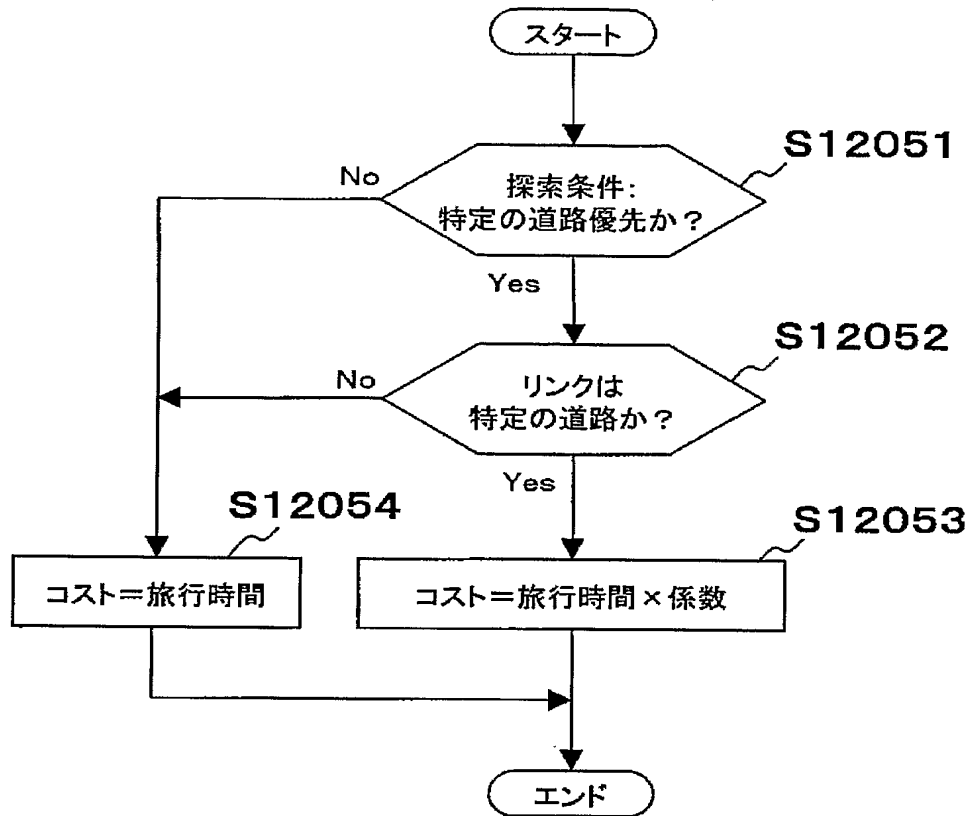 スタート
S12051
No
探索条件:
特定の道路優先か？
Yes
S12052
No
リンクは
特定の道路か？
Yes
S12054
S12053
コスト＝旅行時間
コスト＝旅行時間×係数
エンド